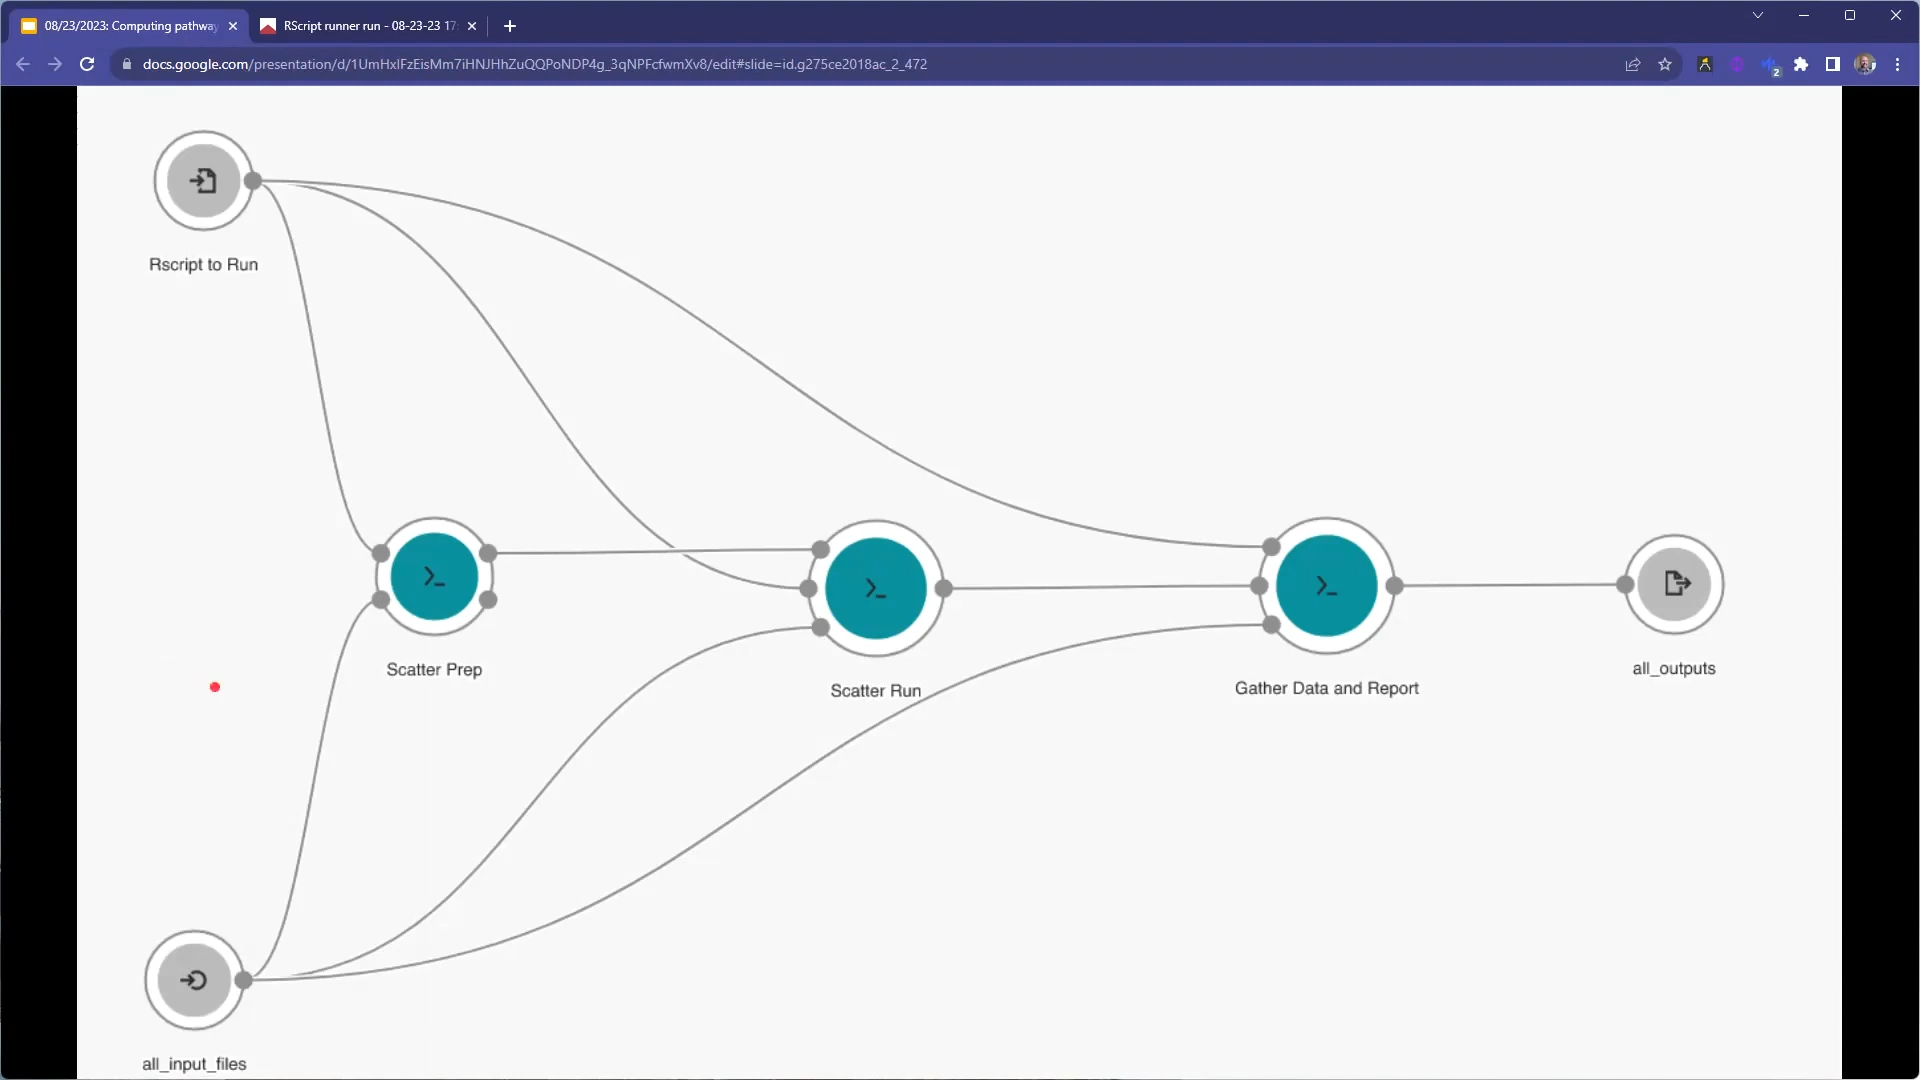 08/23/2023: Computing pathway
RScript runner run - 08-23-23 17:
docs.google.com/presentation/d/1UmHxlFzEisMm7iHNJHhZuQQPoNDP4g_3qNPFcfwmXv8/edit#slide=id.g275ce2018ac_2_472
2
Rscript to Run
Scatter Prep
Scatter Run
Gather Data and Report
all_outputs
all_input_files